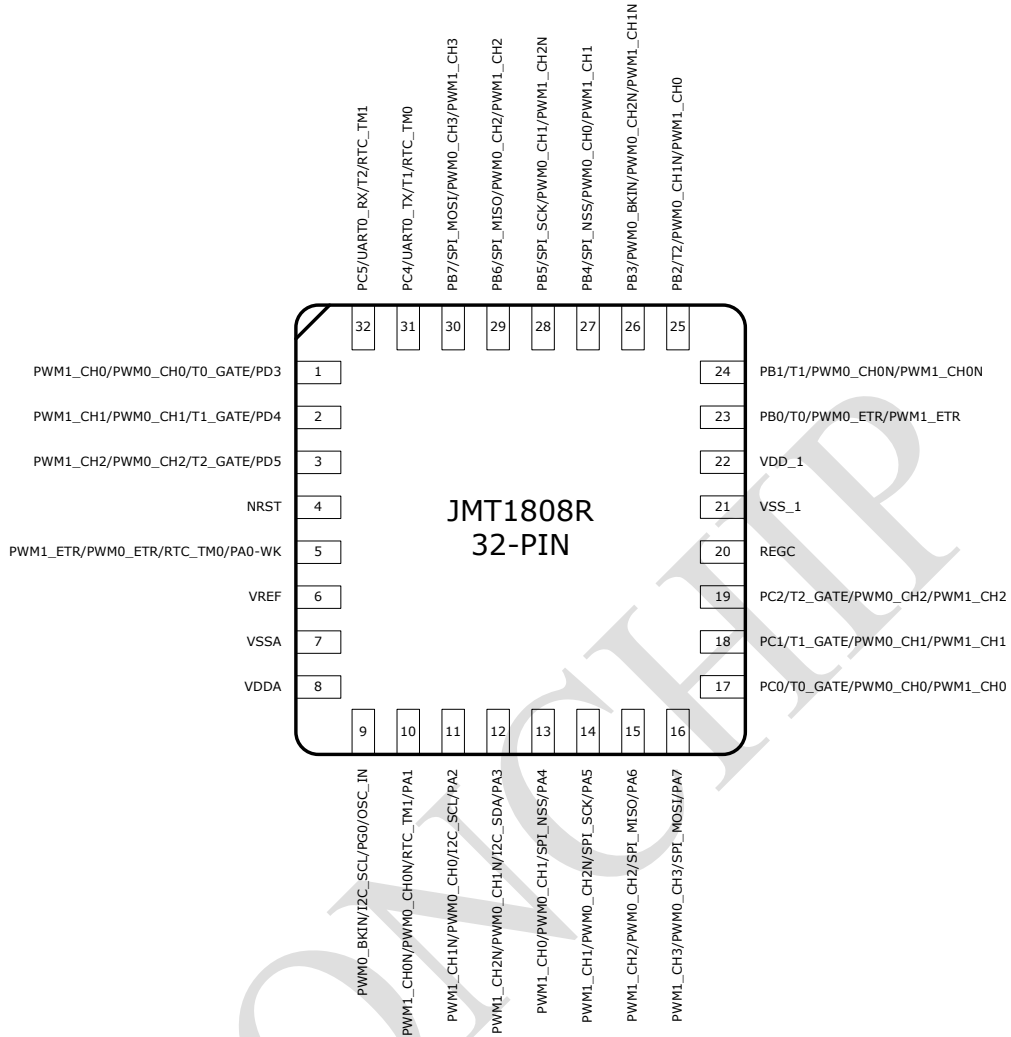 PC5/UART0_RX/T2/RTC_TM1
PC4/UART0_TX/T1/RTC_TM0
PB7/SPI_MOSI/PWM0_CH3/PWM1_CH3
PB6/SPI_MISO/PWM0_CH2/PWM1_CH2
PB5/SPI_SCK/PWM0_CH1/PWM1_CH2N
PB4/SPI_NSS/PWM0_CH0/PWM1_CH1
PB3/PWM0_BKIN/PWM0_CH2N/PWM1_CH1N
PB2/T2/PWM0_CH1N/PWM1_CH0
32 31 30 29 28 27 26 25
PWM1_CH0/PWM0_CH0/T0_GATE/PD3 1
PWM1_CH1/PWM0_CH1/T1_GATE/PD4 2
PWM1_CH2/PWM0_CH2/T2_GATE/PD5 3
NRST 4
PWM1_ETR/PWM0_ETR/RTC_TM0/PA0-WK 5
VREF 6
VSSA 7
VDDA 8
JMT1808R
32-PIN
24 PB1/T1/PWM0_CH0N/PWM1_CH0N
23 PB0/T0/PWM0_ETR/PWM1_ETR
22 VDD_1
21 VSS_1
20 REGC
19 PC2/T2_GATE/PWM0_CH2/PWM1_CH2
18 PC1/T1_GATE/PWM0_CH1/PWM1_CH1
17 PC0/T0_GATE/PWM0_CH0/PWM1_CH0
9 10 11 12 13 14 15 16
PWM0_BKIN/I2C_SCL/PG0/OSC_IN
PWM1_CH0N/PWM0_CH0N/RTC_TM1/PA1
PWM1_CH1N/PWM0_CH0/I2C_SCL/PA2
PWM1_CH2N/PWM0_CH1N/I2C_SDA/PA3
PWM1_CH0/PWM0_CH1/SPI_NSS/PA4
PWM1_CH1/PWM0_CH2N/SPI_SCK/PA5
PWM1_CH2/PWM0_CH2/SPI_MISO/PA6
PWM1_CH3/PWM0_CH3/SPI_MOSI/PA7
ONCHIP